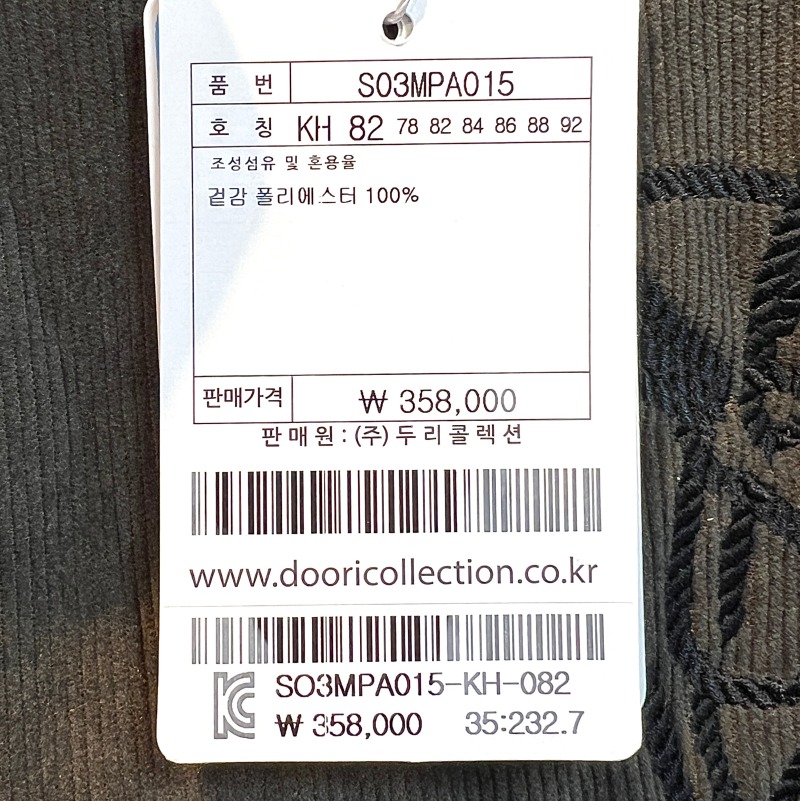 품 번 SO3MPA015
호 칭 KH 82 78 82 84 86 88 92
조성섬유 및 혼용율
겉감 폴리에스터 100%
판매가격 ₩ 358,000
판매원 : (주)두리콜렉션
www.dooricollection.co.kr
SO3MPA015-KH-082
₩ 358,000 35:232.7